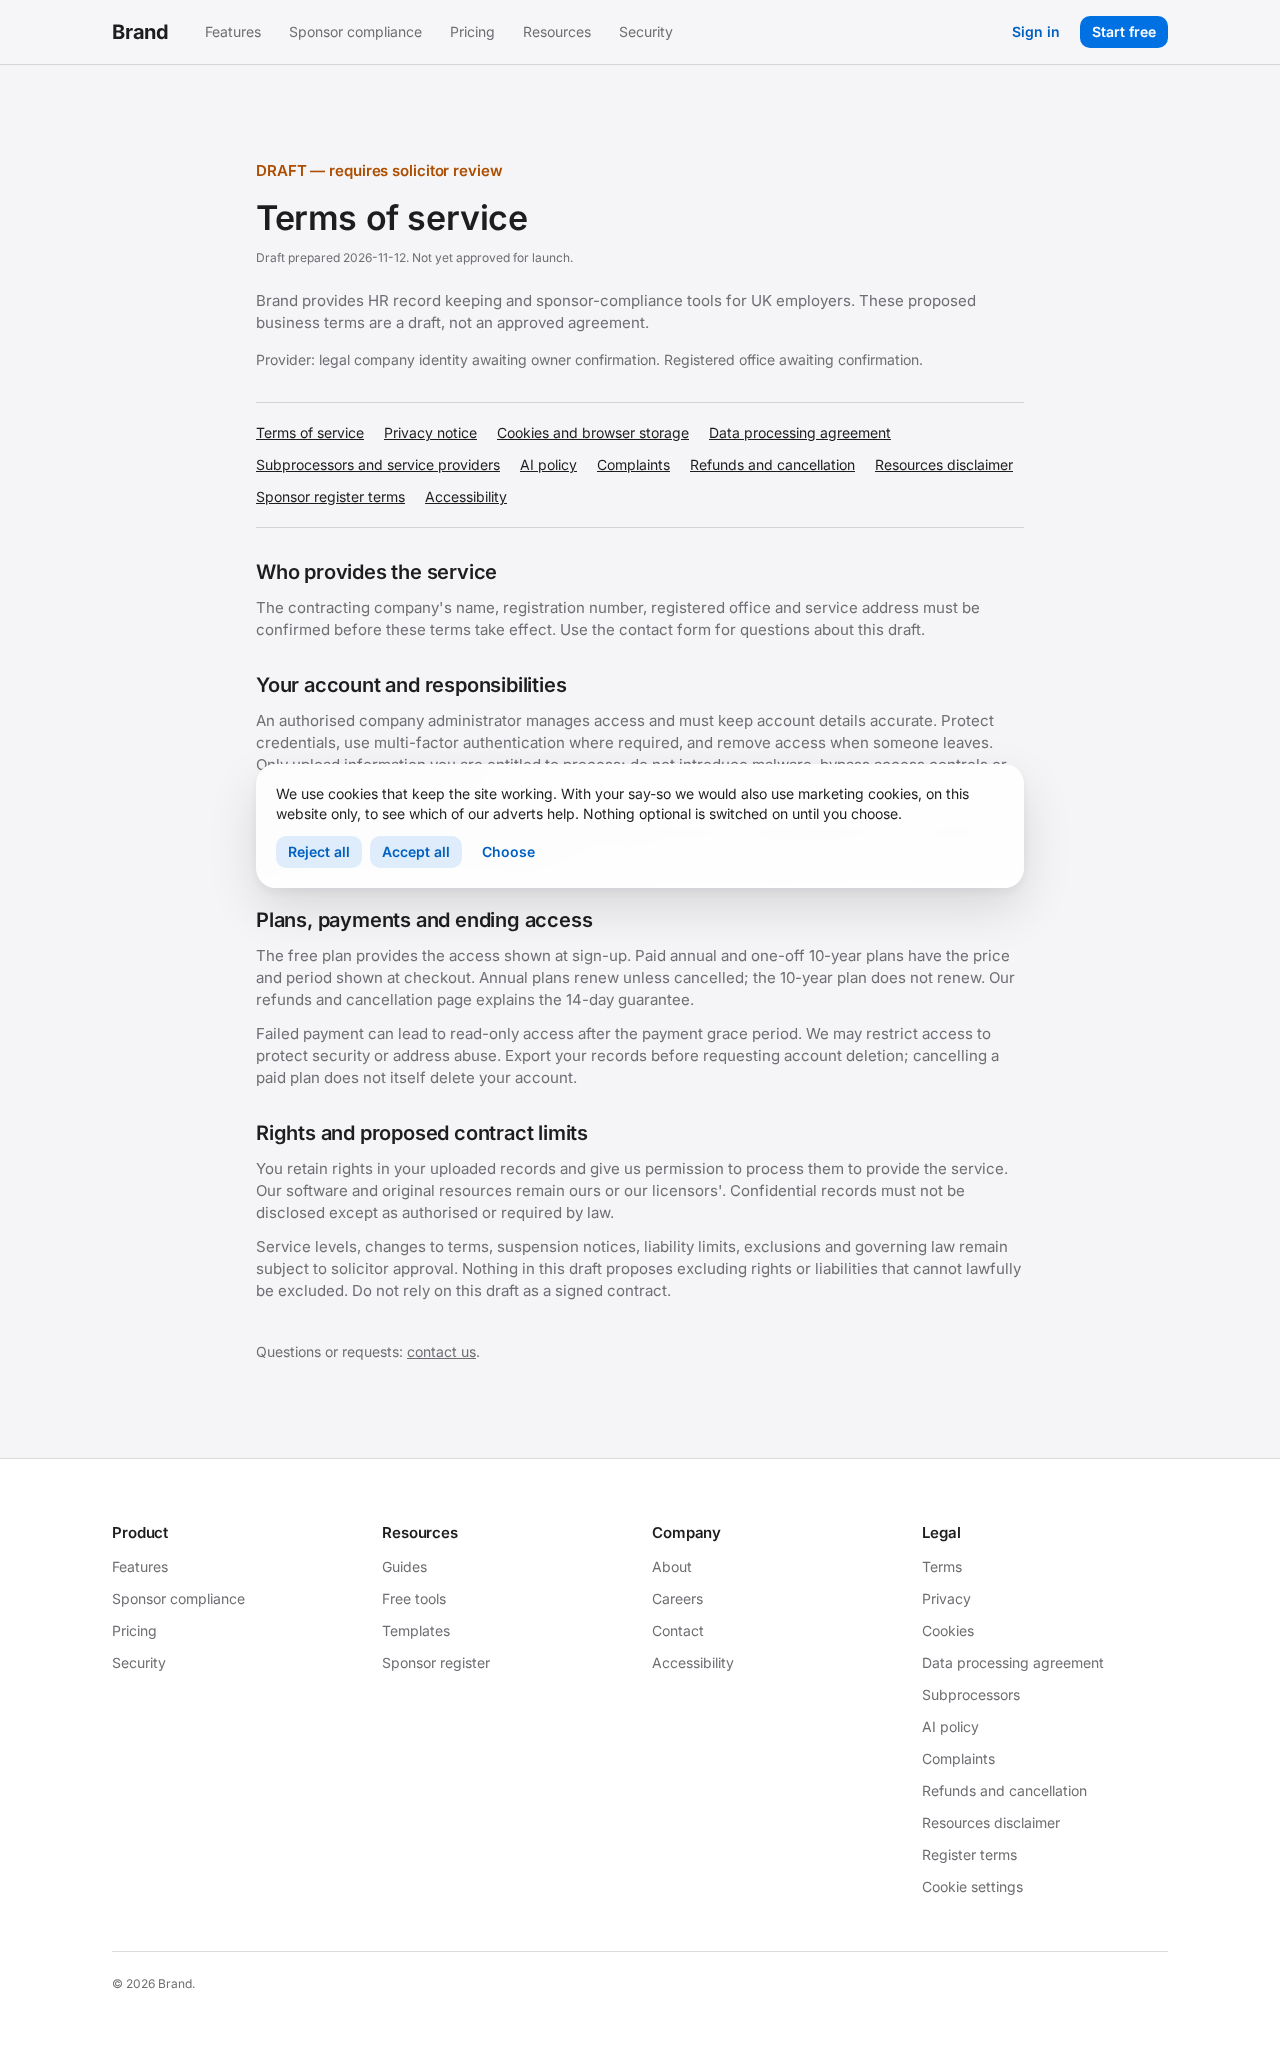 Brand Features Sponsor compliance Pricing Resources Security Sign in Start free
DRAFT — requires solicitor review
Terms of service
Draft prepared 2026-11-12. Not yet approved for launch.
Brand provides HR record keeping and sponsor-compliance tools for UK employers. These proposed
business terms are a draft, not an approved agreement.
Provider: legal company identity awaiting owner confirmation. Registered office awaiting confirmation.
Terms of service Privacy notice Cookies and browser storage Data processing agreement
Subprocessors and service providers AI policy Complaints Refunds and cancellation Resources disclaimer
Sponsor register terms Accessibility
Who provides the service
The contracting company's name, registration number, registered office and service address must be
confirmed before these terms take effect. Use the contact form for questions about this draft.
Your account and responsibilities
An authorised company administrator manages access and must keep account details accurate. Protect
credentials, use multi-factor authentication where required, and remove access when someone leaves.
Only upload information you are entitled to process; do not introduce malware, bypass access controls or
We use cookies that keep the site working. With your say-so we would also use marketing cookies, on this
website only, to see which of our adverts help. Nothing optional is switched on until you choose.
Reject all Accept all Choose
Plans, payments and ending access
The free plan provides the access shown at sign-up. Paid annual and one-off 10-year plans have the price
and period shown at checkout. Annual plans renew unless cancelled; the 10-year plan does not renew. Our
refunds and cancellation page explains the 14-day guarantee.
Failed payment can lead to read-only access after the payment grace period. We may restrict access to
protect security or address abuse. Export your records before requesting account deletion; cancelling a
paid plan does not itself delete your account.
Rights and proposed contract limits
You retain rights in your uploaded records and give us permission to process them to provide the service.
Our software and original resources remain ours or our licensors'. Confidential records must not be
disclosed except as authorised or required by law.
Service levels, changes to terms, suspension notices, liability limits, exclusions and governing law remain
subject to solicitor approval. Nothing in this draft proposes excluding rights or liabilities that cannot lawfully
be excluded. Do not rely on this draft as a signed contract.
Questions or requests: contact us.
Product
Features
Sponsor compliance
Pricing
Security
Resources
Guides
Free tools
Templates
Sponsor register
Company
About
Careers
Contact
Accessibility
Legal
Terms
Privacy
Cookies
Data processing agreement
Subprocessors
AI policy
Complaints
Refunds and cancellation
Resources disclaimer
Register terms
Cookie settings
© 2026 Brand.